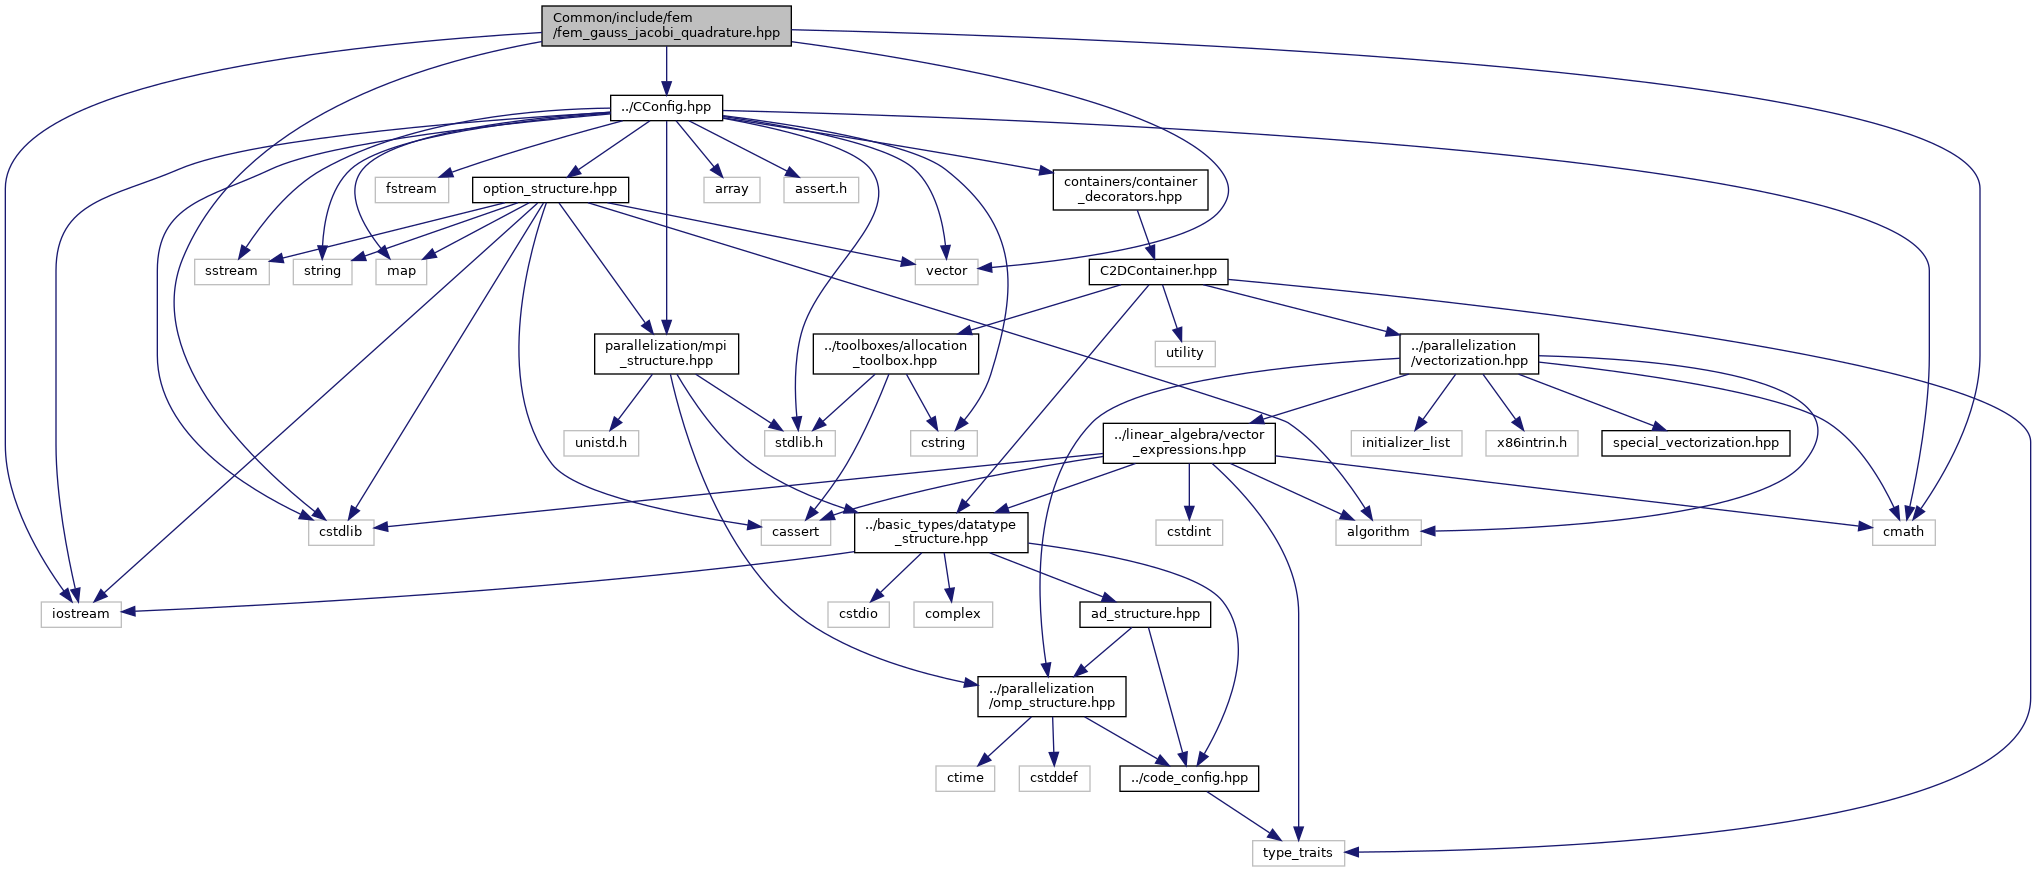 Common/include/fem
/fem_gauss_jacobi_quadrature.hpp
../CConfig.hpp
fstream
option_structure.hpp
array
assert.h
containers/container
_decorators.hpp
sstream
string
map
vector
C2DContainer.hpp
parallelization/mpi
_structure.hpp
../toolboxes/allocation
_toolbox.hpp
utility
../parallelization
/vectorization.hpp
unistd.h
stdlib.h
cstring
../linear_algebra/vector
_expressions.hpp
initializer_list
x86intrin.h
special_vectorization.hpp
cstdlib
cassert
../basic_types/datatype
_structure.hpp
cstdint
algorithm
cmath
iostream
cstdio
complex
ad_structure.hpp
../parallelization
/omp_structure.hpp
ctime
cstddef
../code_config.hpp
type_traits